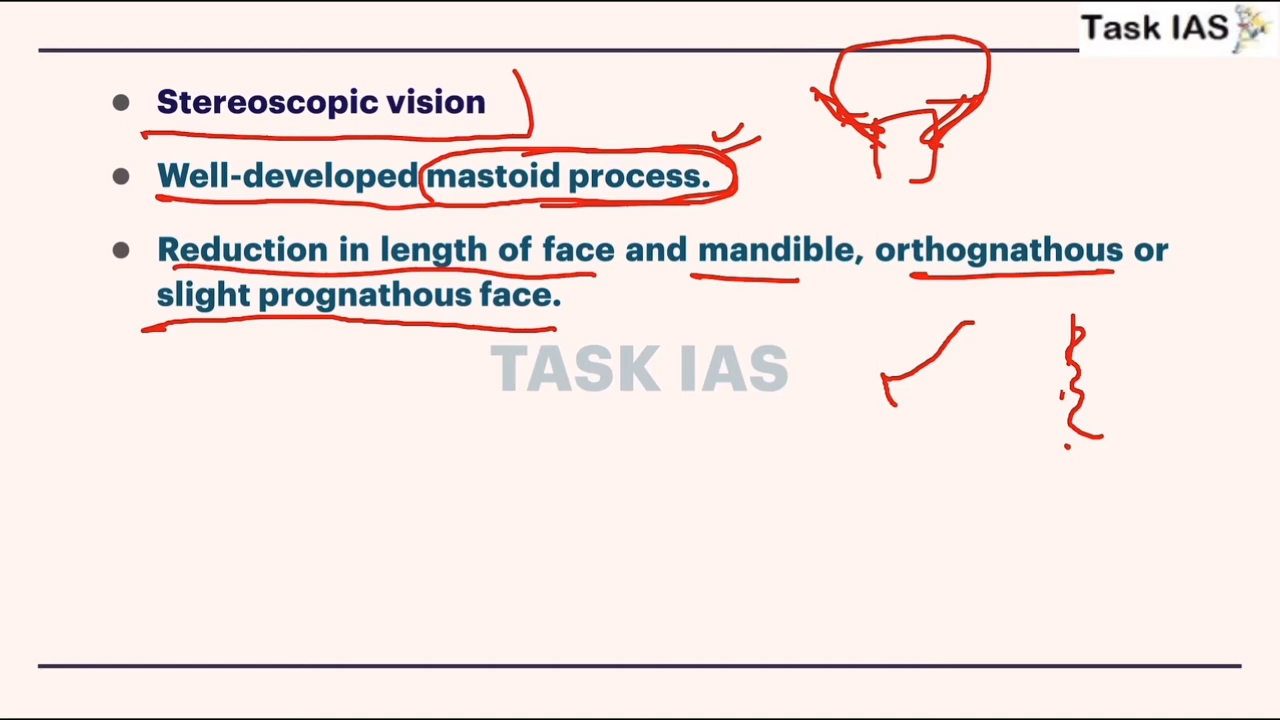 Task IAS
● Stereoscopic vision
● Well-developed mastoid process.
● Reduction in length of face and mandible, orthognathous or
slight prognathous face.
TASK IAS